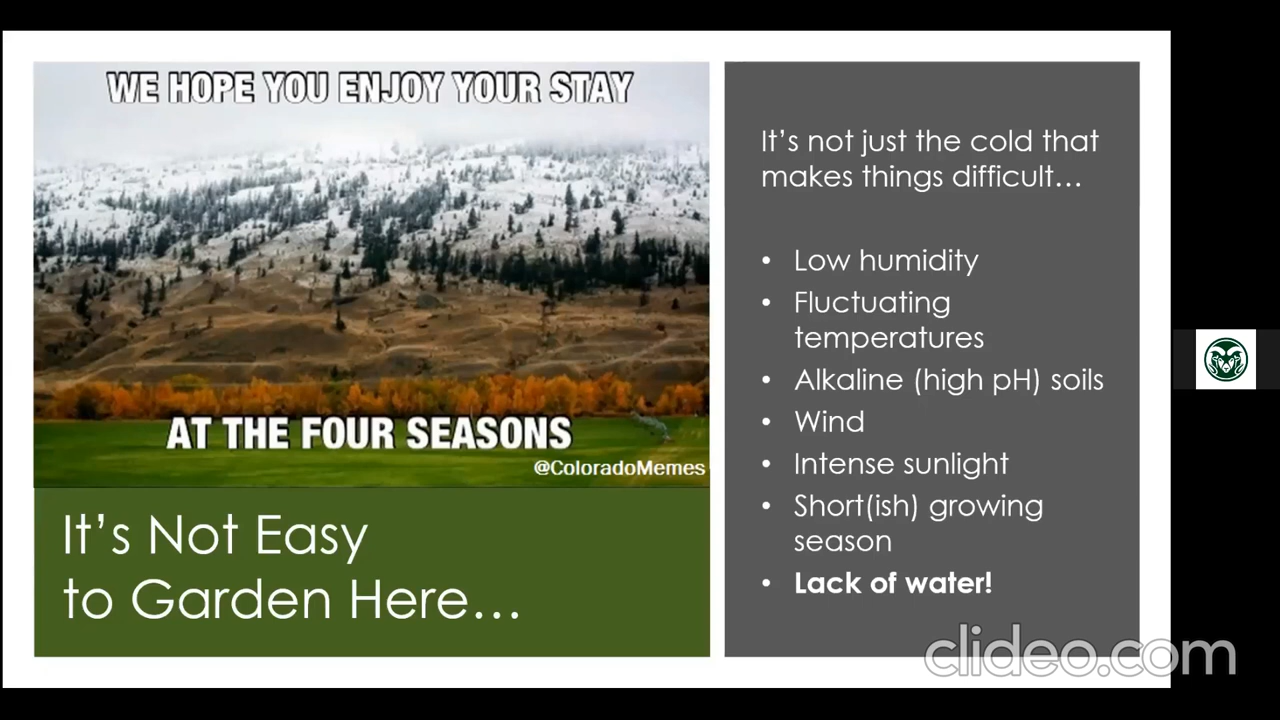 WE HOPE YOU ENJOY YOUR STAY
AT THE FOUR SEASONS
@ColoradoMemes
It’s Not Easy
to Garden Here…
It’s not just the cold that
makes things difficult…
• Low humidity
• Fluctuating
temperatures
• Alkaline (high pH) soils
• Wind
• Intense sunlight
• Short(ish) growing
season
• Lack of water!
clideo.com